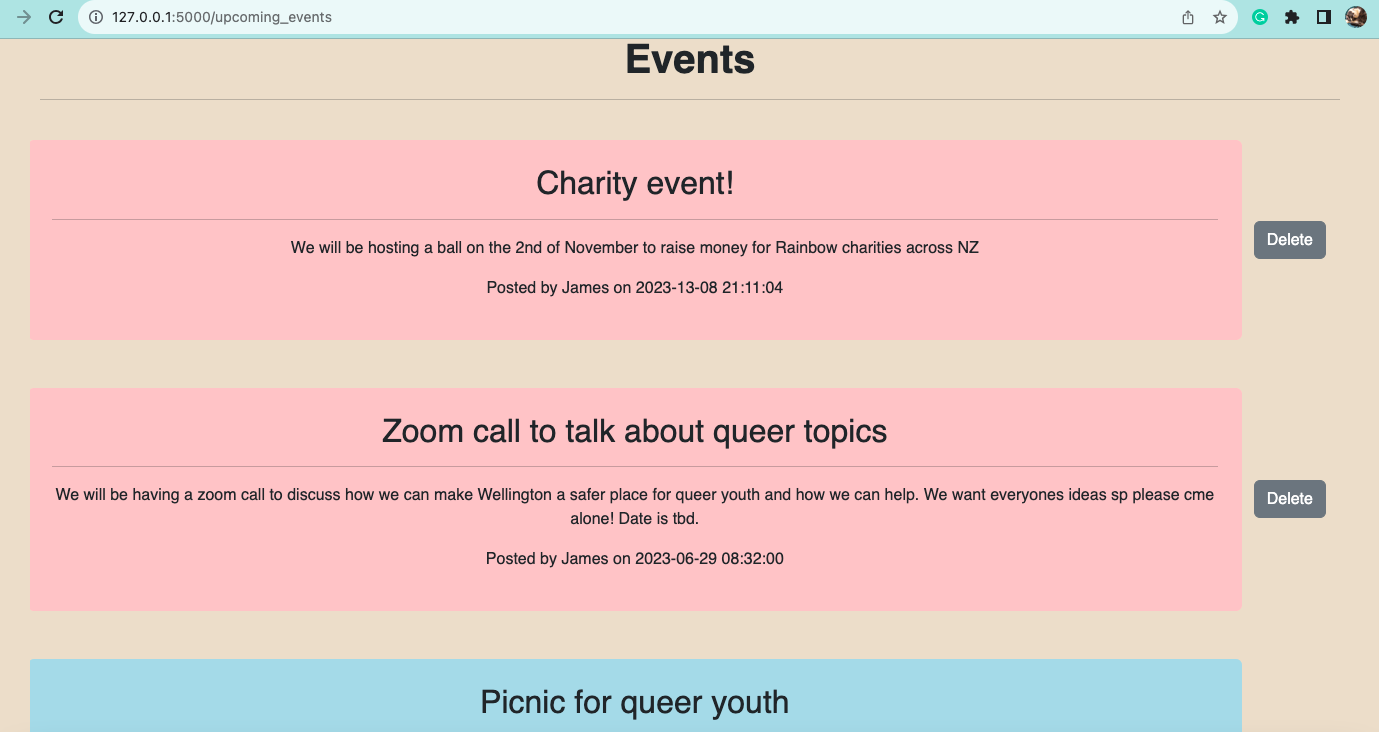 127.0.0.1:5000/upcoming_events
Events
Charity event!
We will be hosting a ball on the 2nd of November to raise money for Rainbow charities across NZ
Posted by James on 2023-13-08 21:11:04
Delete
Zoom call to talk about queer topics
We will be having a zoom call to discuss how we can make Wellington a safer place for queer youth and how we can help. We want everyones ideas sp please cme
alone! Date is tbd.
Posted by James on 2023-06-29 08:32:00
Delete
Picnic for queer youth